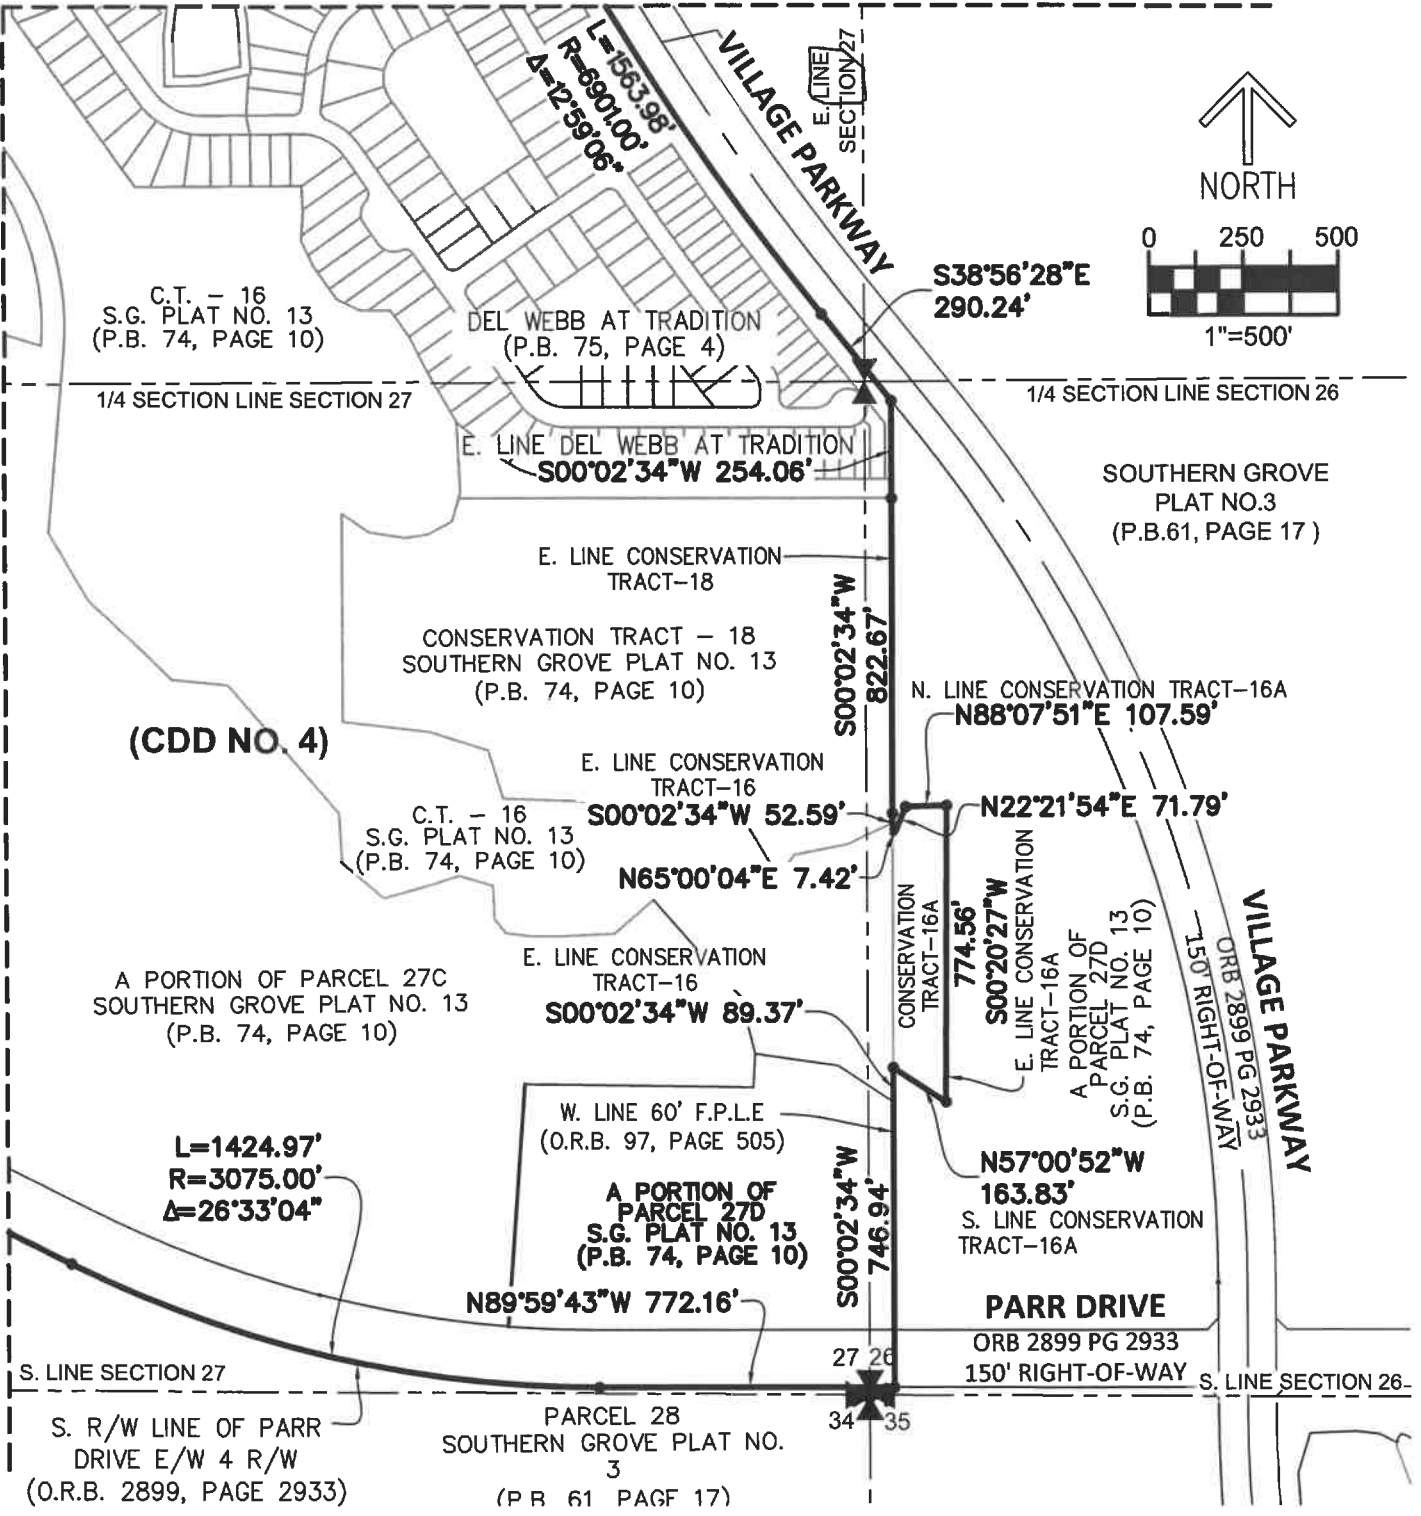 L=1563.98'
R=6901.00'
Δ=12°59'06"
VILLAGE PARKWAY
E. LINE
SECTION 27
NORTH
0 250 500
1"=500'
S38°56'28"E
290.24'
C.T. - 16
S.G. PLAT NO. 13
(P.B. 74, PAGE 10)
DEL WEBB AT TRADITION
(P.B. 75, PAGE 4)
1/4 SECTION LINE SECTION 27
1/4 SECTION LINE SECTION 26
E. LINE DEL WEBB AT TRADITION
S00°02'34"W 254.06'
SOUTHERN GROVE
PLAT NO.3
(P.B.61, PAGE 17 )
E. LINE CONSERVATION
TRACT-18
S00°02'34"W
822.67'
CONSERVATION TRACT - 18
SOUTHERN GROVE PLAT NO. 13
(P.B. 74, PAGE 10)
N. LINE CONSERVATION TRACT-16A
N88°07'51"E 107.59'
(CDD NO. 4)
E. LINE CONSERVATION
TRACT-16
S00°02'34"W 52.59'
N22°21'54"E 71.79'
C.T. - 16
S.G. PLAT NO. 13
(P.B. 74, PAGE 10)
N65°00'04"E 7.42'
CONSERVATION
TRACT-16A
774.56'
S00°20'27"W
E. LINE CONSERVATION
TRACT-16A
A PORTION OF
PARCEL 27D
S.G. PLAT NO. 13
(P.B. 74, PAGE 10)
150' RIGHT-OF-WAY
ORB 2899 PG 2933
VILLAGE PARKWAY
A PORTION OF PARCEL 27C
SOUTHERN GROVE PLAT NO. 13
(P.B. 74, PAGE 10)
E. LINE CONSERVATION
TRACT-16
S00°02'34"W 89.37'
W. LINE 60' F.P.L.E
(O.R.B. 97, PAGE 505)
L=1424.97'
R=3075.00'
Δ=26°33'04"
A PORTION OF
PARCEL 27D
S.G. PLAT NO. 13
(P.B. 74, PAGE 10)
S00°02'34"W
746.94'
N57°00'52"W
163.83'
S. LINE CONSERVATION
TRACT-16A
N89°59'43"W 772.16'
PARR DRIVE
ORB 2899 PG 2933
150' RIGHT-OF-WAY
27 26
S. LINE SECTION 27
S. LINE SECTION 26
34 35
S. R/W LINE OF PARR
DRIVE E/W 4 R/W
(O.R.B. 2899, PAGE 2933)
PARCEL 28
SOUTHERN GROVE PLAT NO.
3
(P.B. 61, PAGE 17)